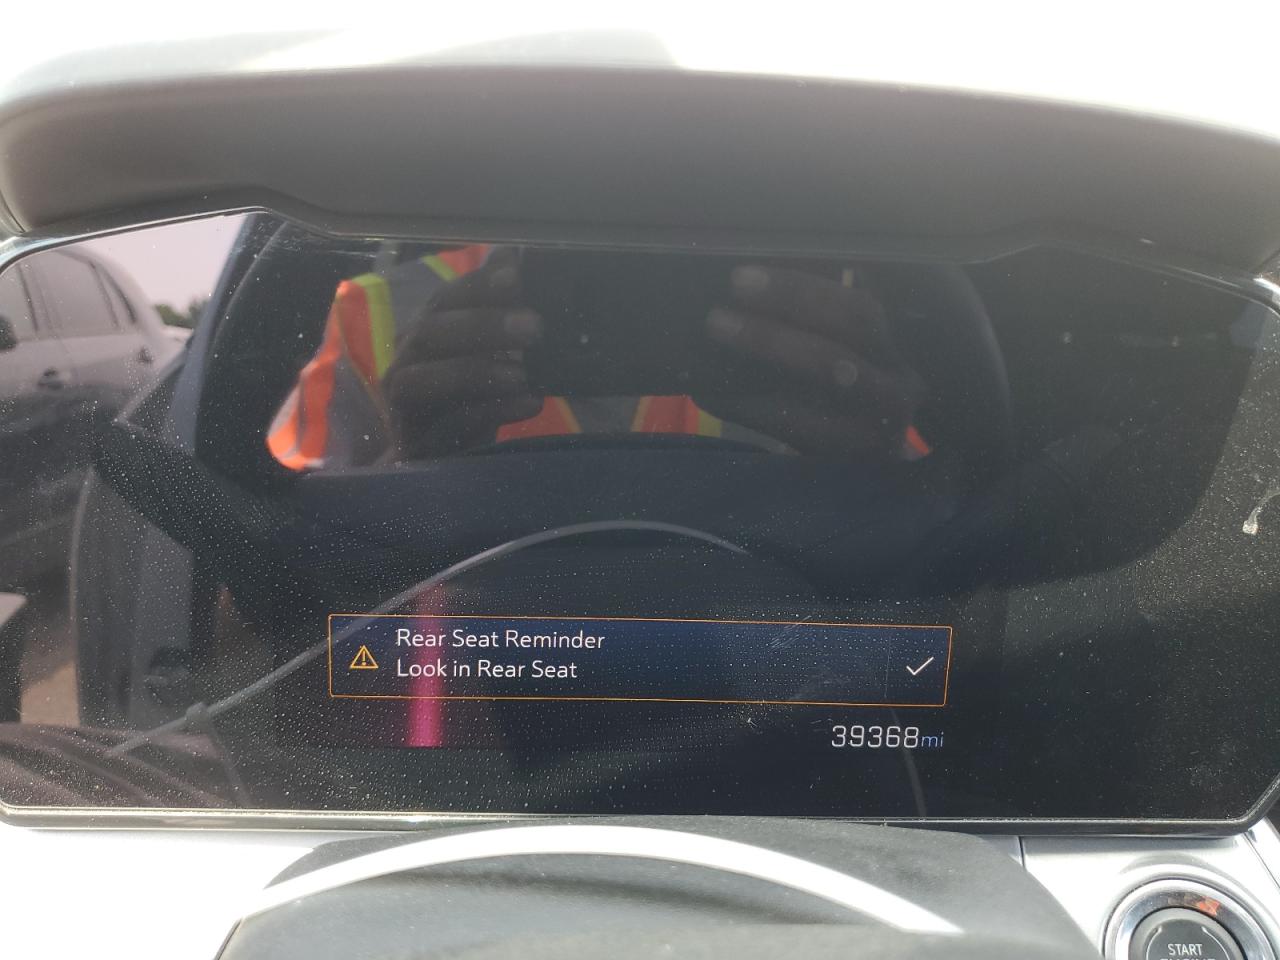 Rear Seat Reminder
Look in Rear Seat
39368mi
START